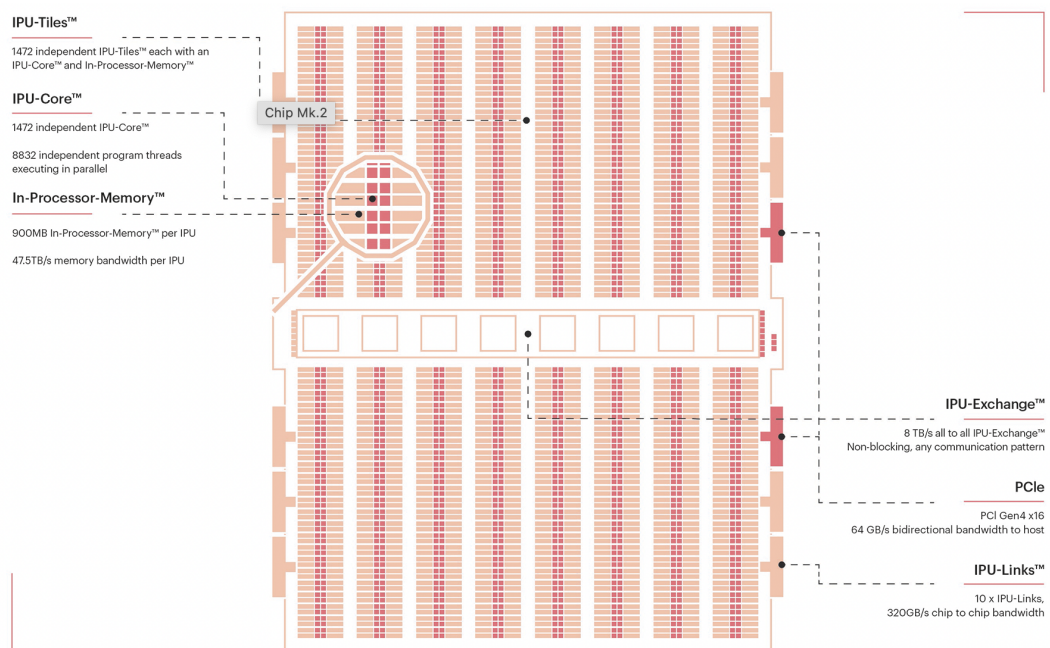 IPU-Tiles™
1472 independent IPU-Tiles™ each with an
IPU-Core™ and In-Processor-Memory™
IPU-Core™
1472 independent IPU-Core™
8832 independent program threads
executing in parallel
In-Processor-Memory™
900MB In-Processor-Memory™ per IPU
47.5TB/s memory bandwidth per IPU
Chip Mk.2
IPU-Exchange™
8 TB/s all to all IPU-Exchange™
Non-blocking, any communication pattern
PCIe
PCI Gen4 x16
64 GB/s bidirectional bandwidth to host
IPU-Links™
10 x IPU-Links,
320GB/s chip to chip bandwidth